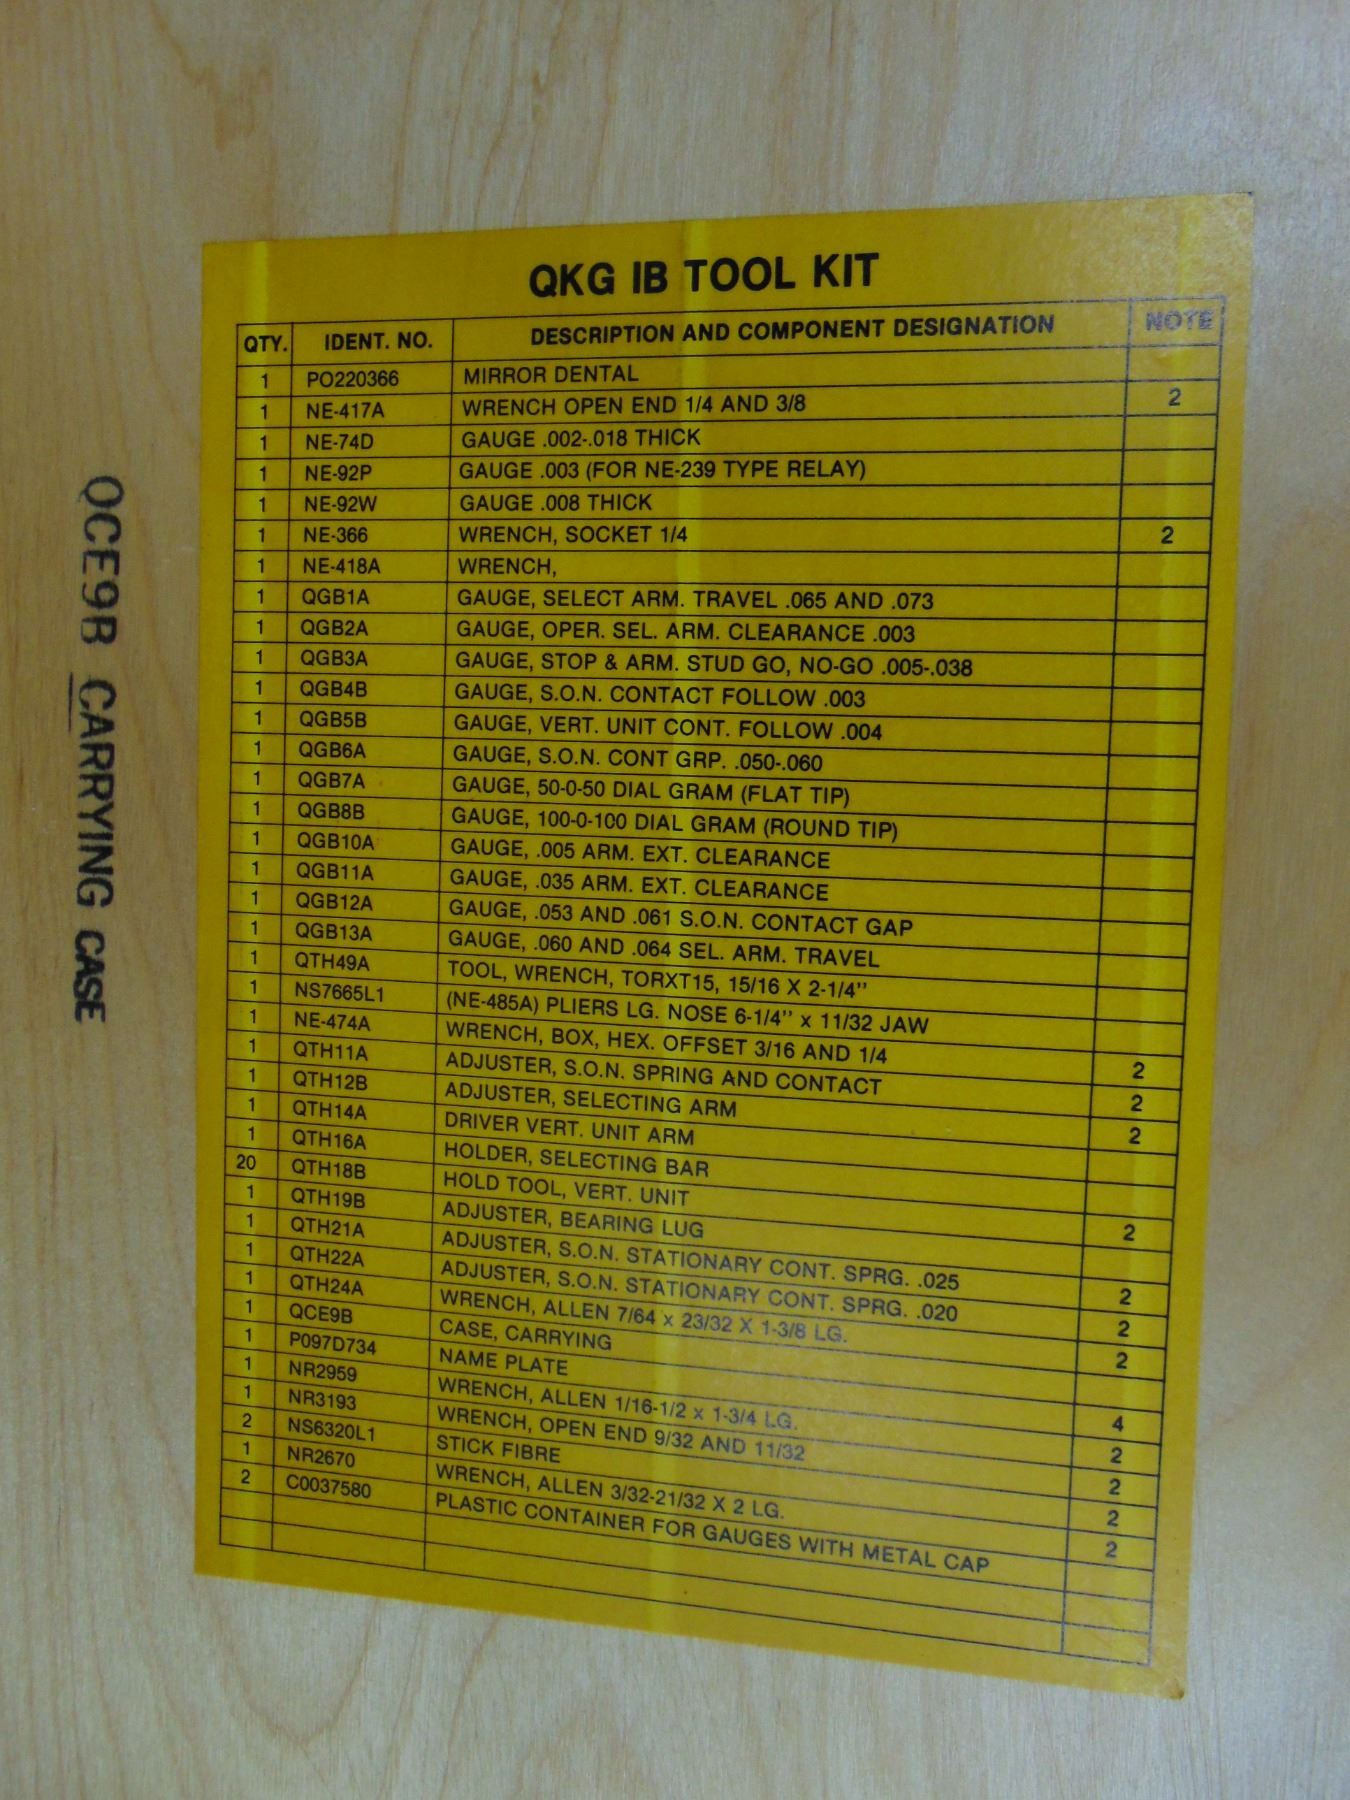 QKG IB TOOL KIT
QTY. IDENT. NO. DESCRIPTION AND COMPONENT DESIGNATION NOTE
1 PO220366 MIRROR DENTAL
1 NE-417A WRENCH OPEN END 1/4 AND 3/8 2
1 NE-74D GAUGE .002-.018 THICK
1 NE-92P GAUGE .003 (FOR NE-239 TYPE RELAY)
1 NE-92W GAUGE .008 THICK
1 NE-366 WRENCH, SOCKET 1/4 2
1 NE-418A WRENCH,
1 QGB1A GAUGE, SELECT ARM. TRAVEL .065 AND .073
1 QGB2A GAUGE, OPER. SEL. ARM. CLEARANCE .003
1 QGB3A GAUGE, STOP & ARM. STUD GO, NO-GO .005-.038
1 QGB4B GAUGE, S.O.N. CONTACT FOLLOW .003
1 QGB5B GAUGE, VERT. UNIT CONT. FOLLOW .004
1 QGB6A GAUGE, S.O.N. CONT GRP. .050-.060
1 QGB7A GAUGE, 50-0-50 DIAL GRAM (FLAT TIP)
1 QGB8B GAUGE, 100-0-100 DIAL GRAM (ROUND TIP)
1 QGB10A GAUGE, .005 ARM. EXT. CLEARANCE
1 QGB11A GAUGE, .035 ARM. EXT. CLEARANCE
1 QGB12A GAUGE, .053 AND .061 S.O.N. CONTACT GAP
1 QGB13A GAUGE, .060 AND .064 SEL. ARM. TRAVEL
1 QTH49A TOOL, WRENCH, TORXT15, 15/16 X 2-1/4"
1 NS7665L1 (NE-485A) PLIERS LG. NOSE 6-1/4" x 11/32 JAW
1 NE-474A WRENCH, BOX, HEX. OFFSET 3/16 AND 1/4 2
1 QTH11A ADJUSTER, S.O.N. SPRING AND CONTACT 2
1 QTH12B ADJUSTER, SELECTING ARM 2
1 QTH14A DRIVER VERT. UNIT ARM
1 QTH16A HOLDER, SELECTING BAR
20 QTH18B HOLD TOOL, VERT. UNIT 2
1 QTH19B ADJUSTER, BEARING LUG
1 QTH21A ADJUSTER, S.O.N. STATIONARY CONT. SPRG. .025 2
1 QTH22A ADJUSTER, S.O.N. STATIONARY CONT. SPRG. .020 2
1 QTH24A WRENCH, ALLEN 7/64 x 23/32 X 1-3/8 LG. 2
1 QCE9B CASE, CARRYING
1 P097D734 NAME PLATE 4
1 NR2959 WRENCH, ALLEN 1/16-1/2 x 1-3/4 LG. 2
1 NR3193 WRENCH, OPEN END 9/32 AND 11/32 2
2 NS6320L1 STICK FIBRE 2
1 NR2670 WRENCH, ALLEN 3/32-21/32 X 2 LG. 2
2 C0037580 PLASTIC CONTAINER FOR GAUGES WITH METAL CAP
QCE9B CARRYING CASE